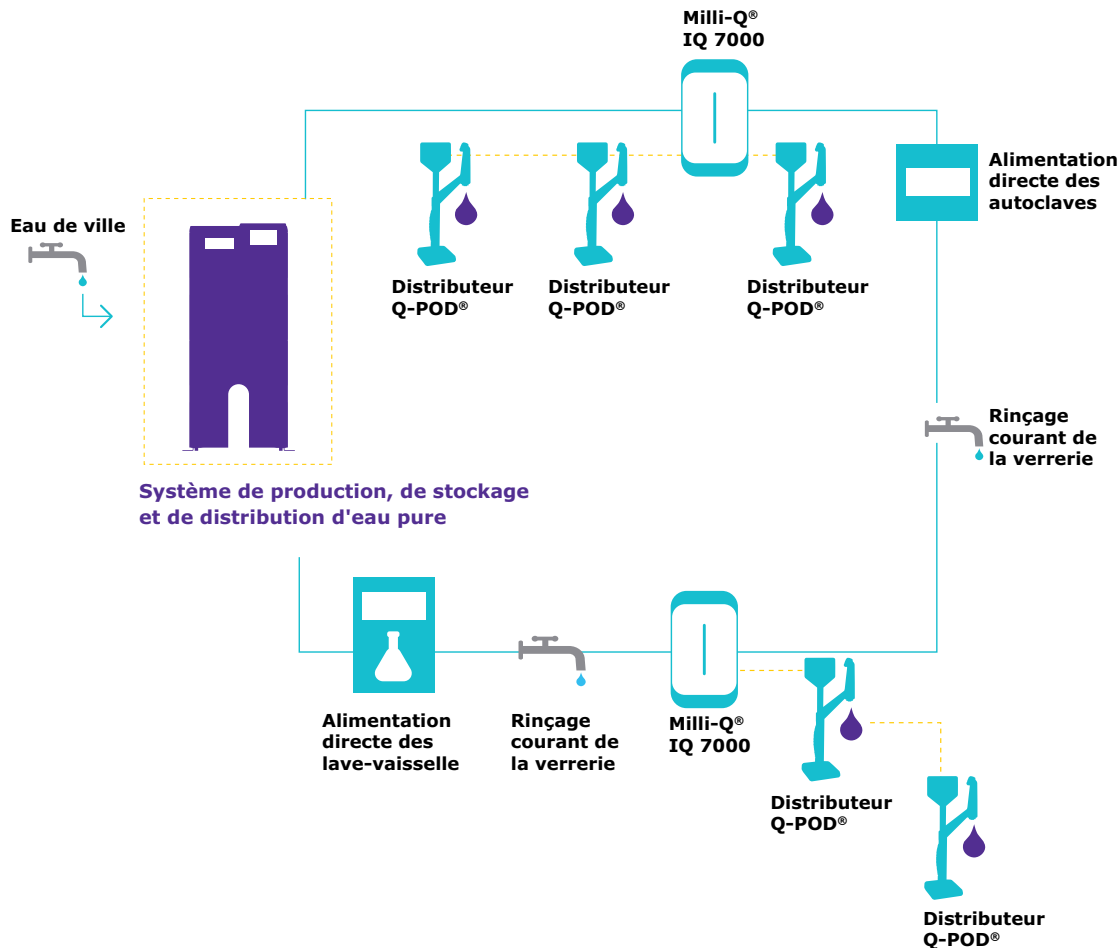 Milli-Q®
IQ 7000
Alimentation
directe des
autoclaves
Eau de ville
Distributeur
Q-POD®
Distributeur
Q-POD®
Distributeur
Q-POD®
Rinçage
courant de
la verrerie
Système de production, de stockage
et de distribution d'eau pure
Alimentation
directe des
lave-vaisselle
Rinçage
courant de
la verrerie
Milli-Q®
IQ 7000
Distributeur
Q-POD®
Distributeur
Q-POD®